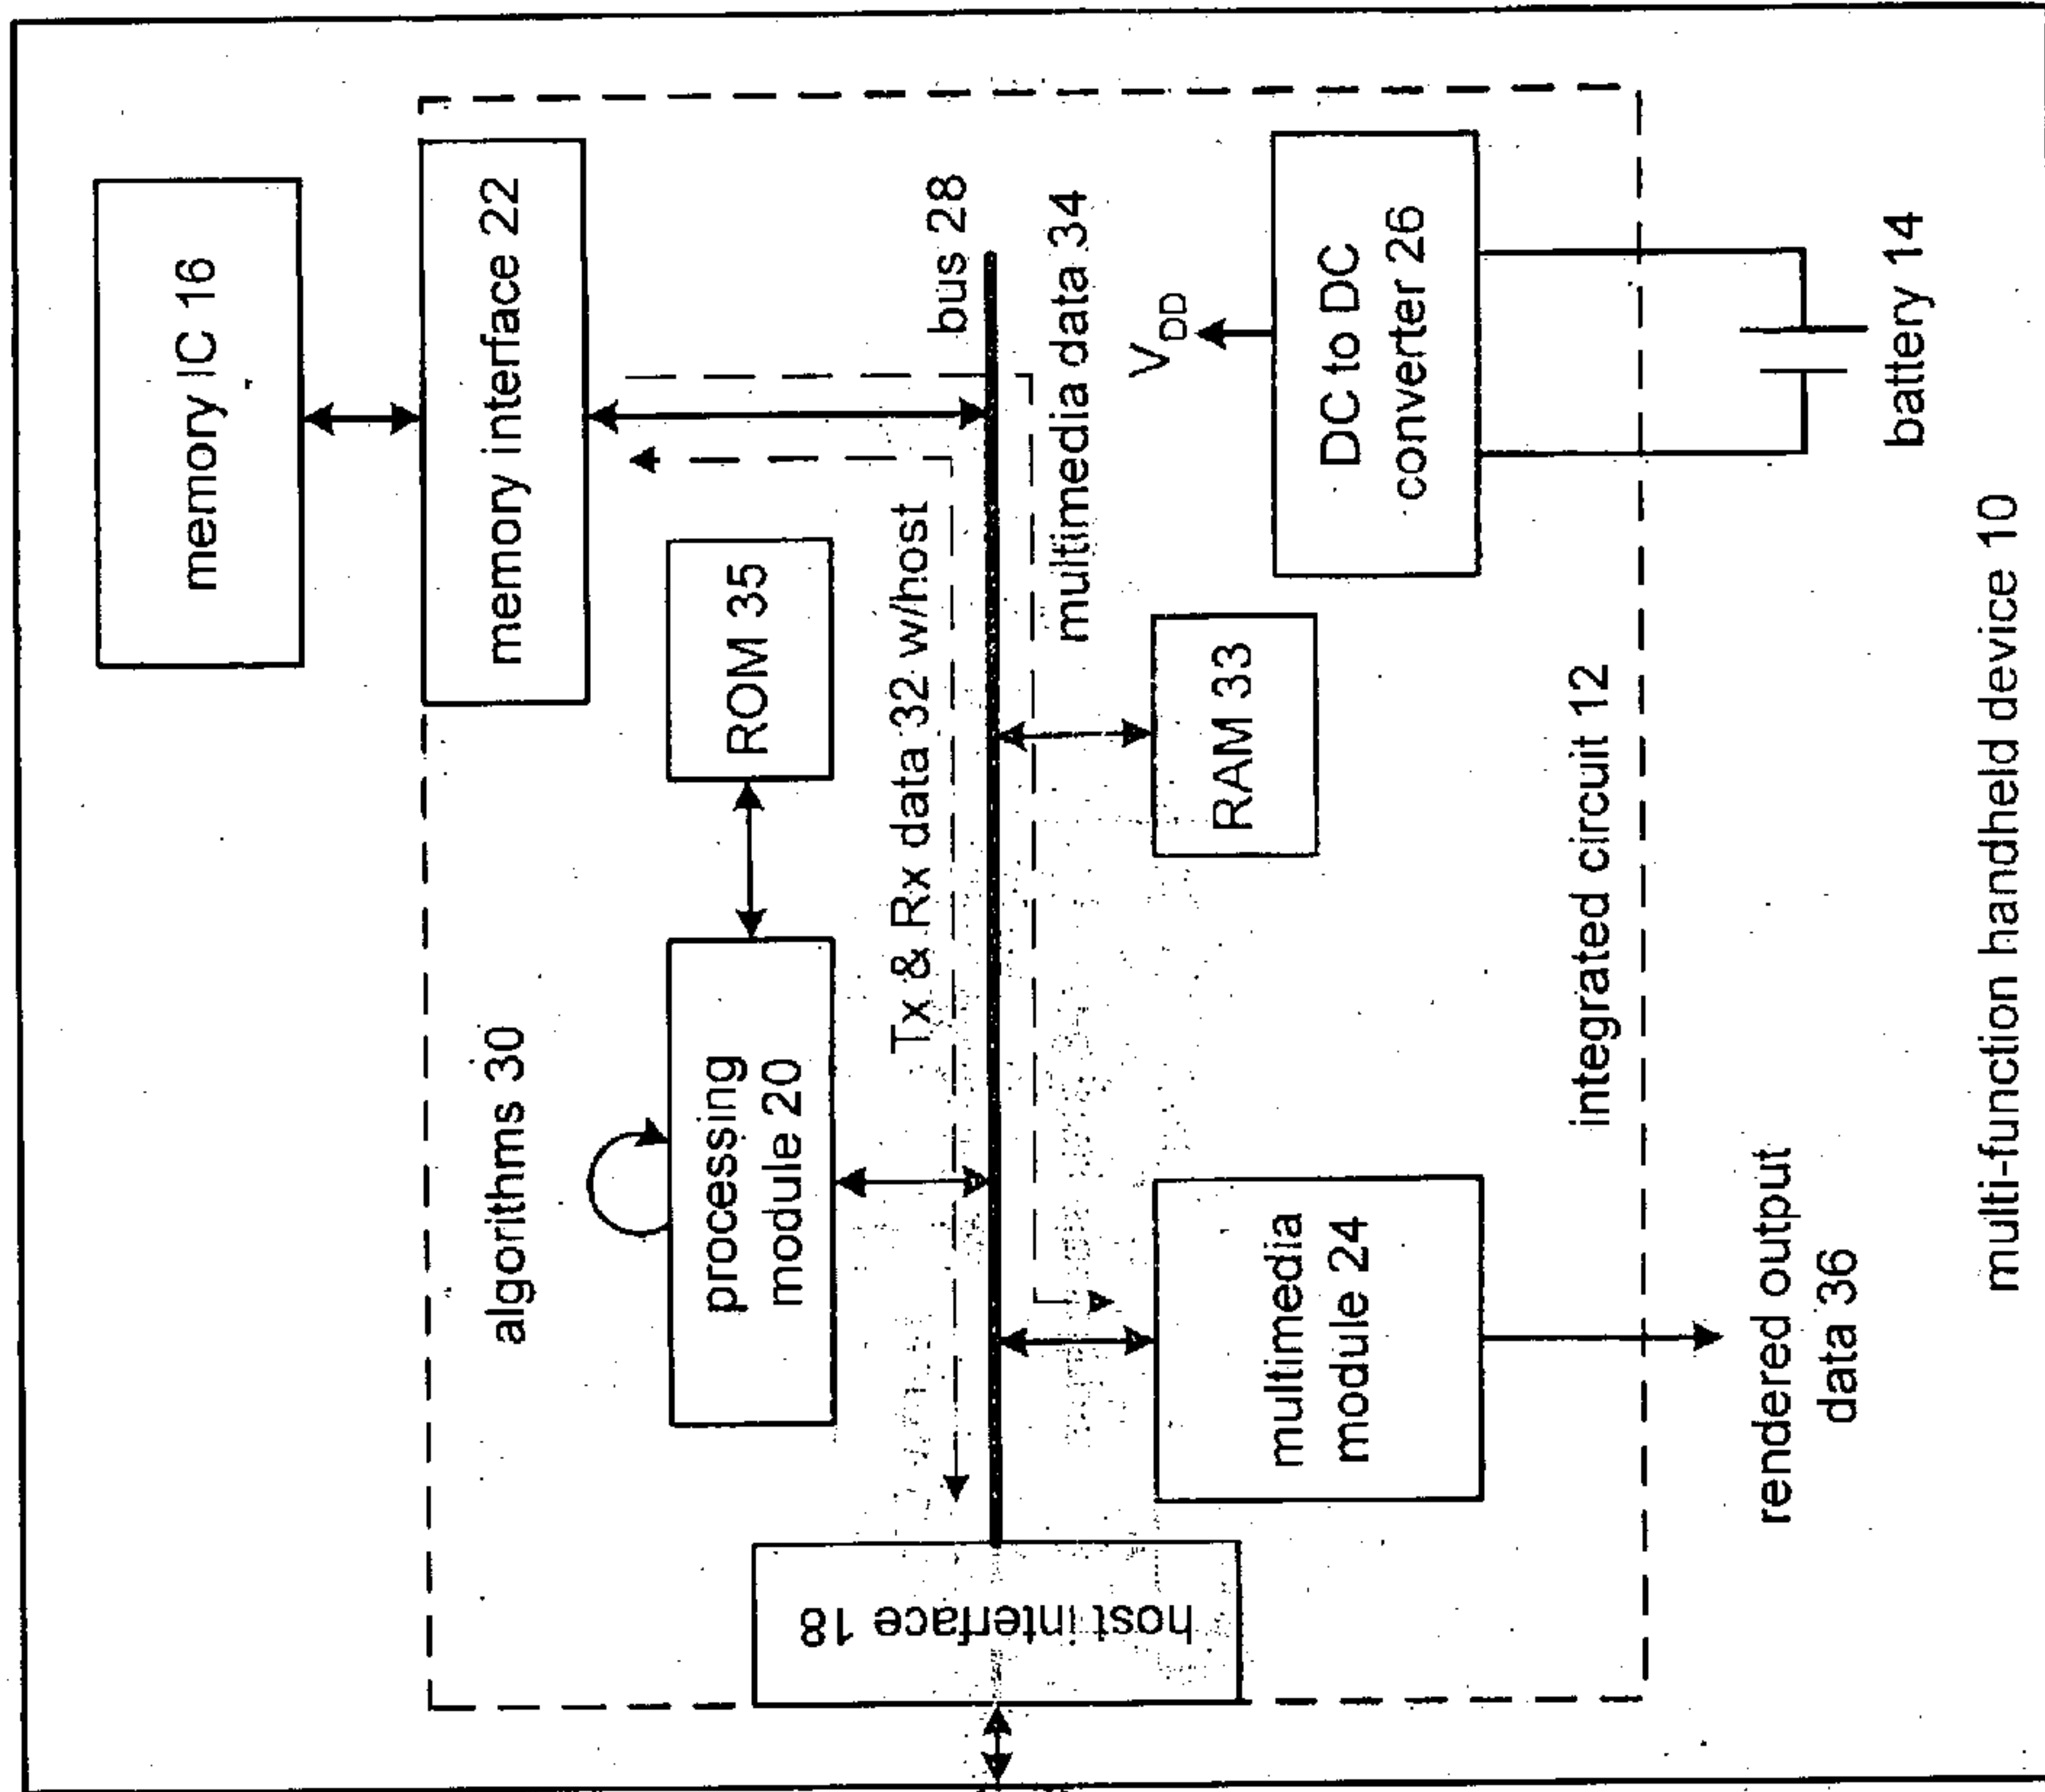 memory IC 16
memory interface 22
algorithms 30
processing
module 20
ROM 35
Tx & Rx data 32 w/host
bus 28
host interface 18
multimedia data 34
multimedia
module 24
RAM 33
VDD
DC to DC
converter 26
integrated circuit 12
rendered output
data 36
battery 14
multi-function handheld device 10